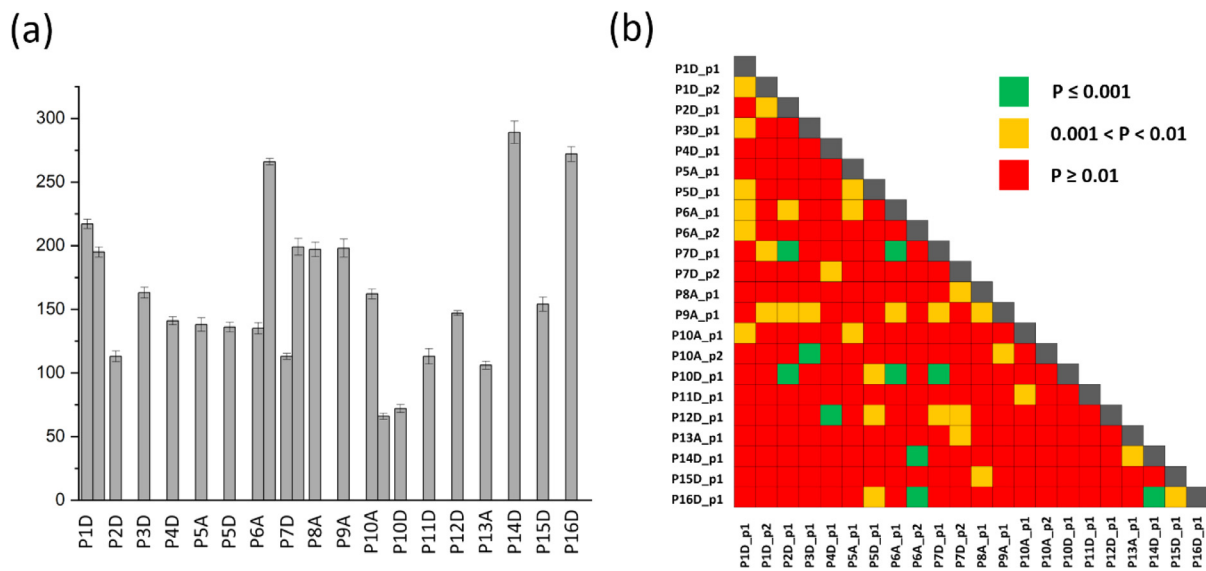 (a)
300
250
200
150
100
50
0
P1D P2D P3D P4D P5A P5D P6A P7D P8A P9A P10A P10D P11D P12D P13A P14D P15D P16D
(b)
P1D_p1
P1D_p2
P2D_p1
P3D_p1
P4D_p1
P5A_p1
P5D_p1
P6A_p1
P6A_p2
P7D_p1
P7D_p2
P8A_p1
P9A_p1
P10A_p1
P10A_p2
P10D_p1
P11D_p1
P12D_p1
P13A_p1
P14D_p1
P15D_p1
P16D_p1
P ≤ 0.001
0.001 < P < 0.01
P ≥ 0.01
P1D_p1 P1D_p2 P2D_p1 P3D_p1 P4D_p1 P5A_p1 P5D_p1 P6A_p1 P6A_p2 P7D_p1 P7D_p2 P8A_p1 P9A_p1 P10A_p1 P10A_p2 P10D_p1 P11D_p1 P12D_p1 P13A_p1 P14D_p1 P15D_p1 P16D_p1